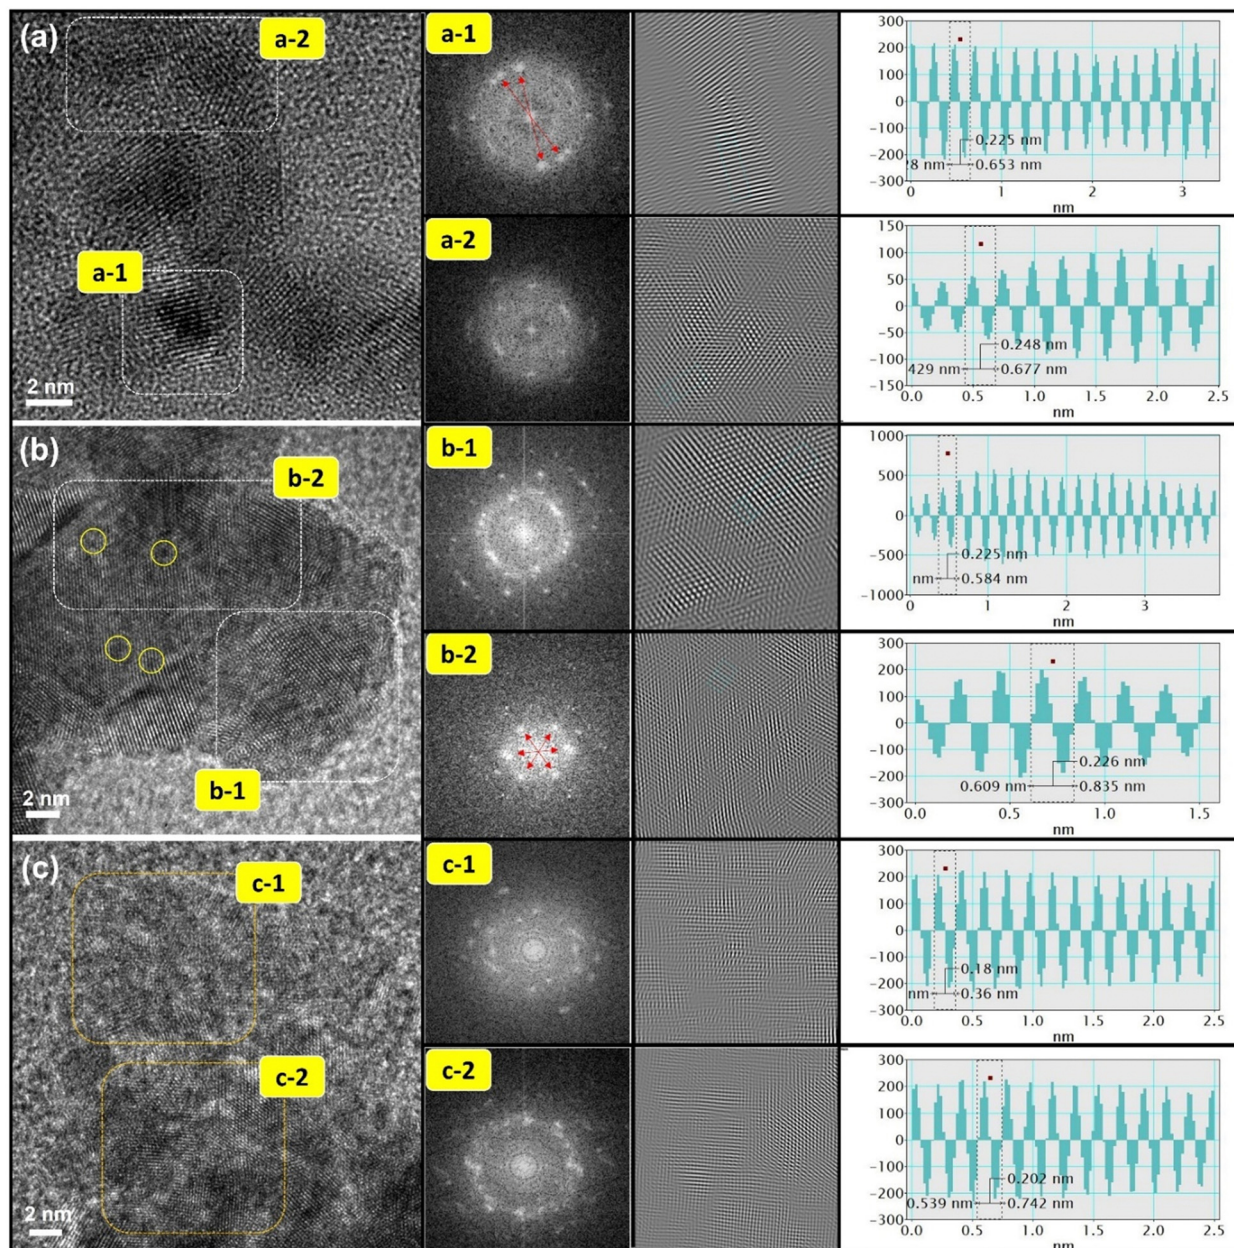 (a)
a-2
a-1
2 nm
a-1
300
200
100
0
−100
−200
−300
0.225 nm
28 nm
0.653 nm
0
1
2
3
nm
a-2
150
100
50
0
−50
−100
−150
0.248 nm
429 nm
0.677 nm
0.0
0.5
1.0
1.5
2.0
2.5
nm
(b)
b-2
b-1
2 nm
b-1
1000
500
0
−500
−1000
0.225 nm
nm
0.584 nm
0
1
2
3
nm
b-2
300
200
100
0
−100
−200
−300
0.226 nm
0.609 nm
0.835 nm
0.0
0.5
1.0
1.5
nm
(c)
c-1
c-2
2 nm
c-1
300
200
100
0
−100
−200
−300
0.18 nm
nm
0.36 nm
0.0
0.5
1.0
1.5
2.0
2.5
nm
c-2
300
200
100
0
−100
−200
−300
0.202 nm
0.539 nm
0.742 nm
0.0
0.5
1.0
1.5
2.0
2.5
nm